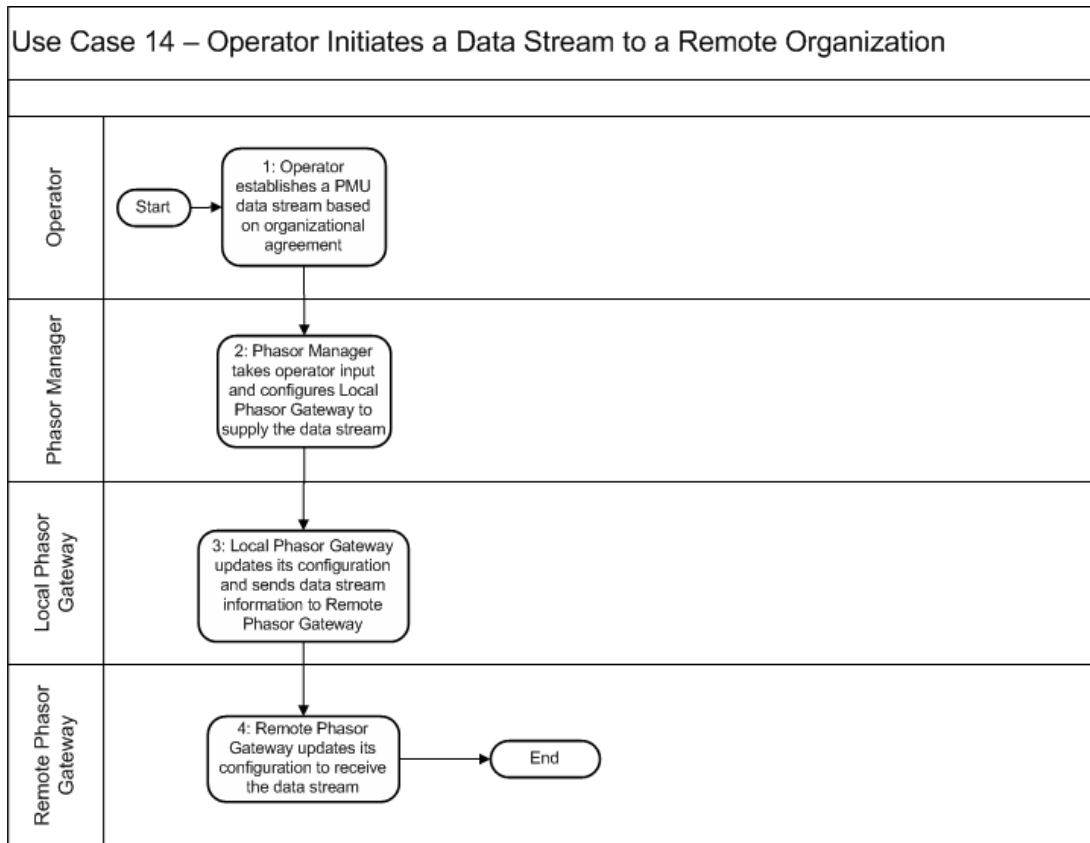 Use Case 14 – Operator Initiates a Data Stream to a Remote Organization
Operator
Start
1: Operator
establishes a PMU
data stream based
on organizational
agreement
Phasor Manager
2: Phasor Manager
takes operator input
and configures Local
Phasor Gateway to
supply the data stream
Local Phasor
Gateway
3: Local Phasor Gateway
updates its configuration
and sends data stream
information to Remote
Phasor Gateway
Remote Phasor
Gateway
4: Remote Phasor
Gateway updates its
configuration to receive
the data stream
End